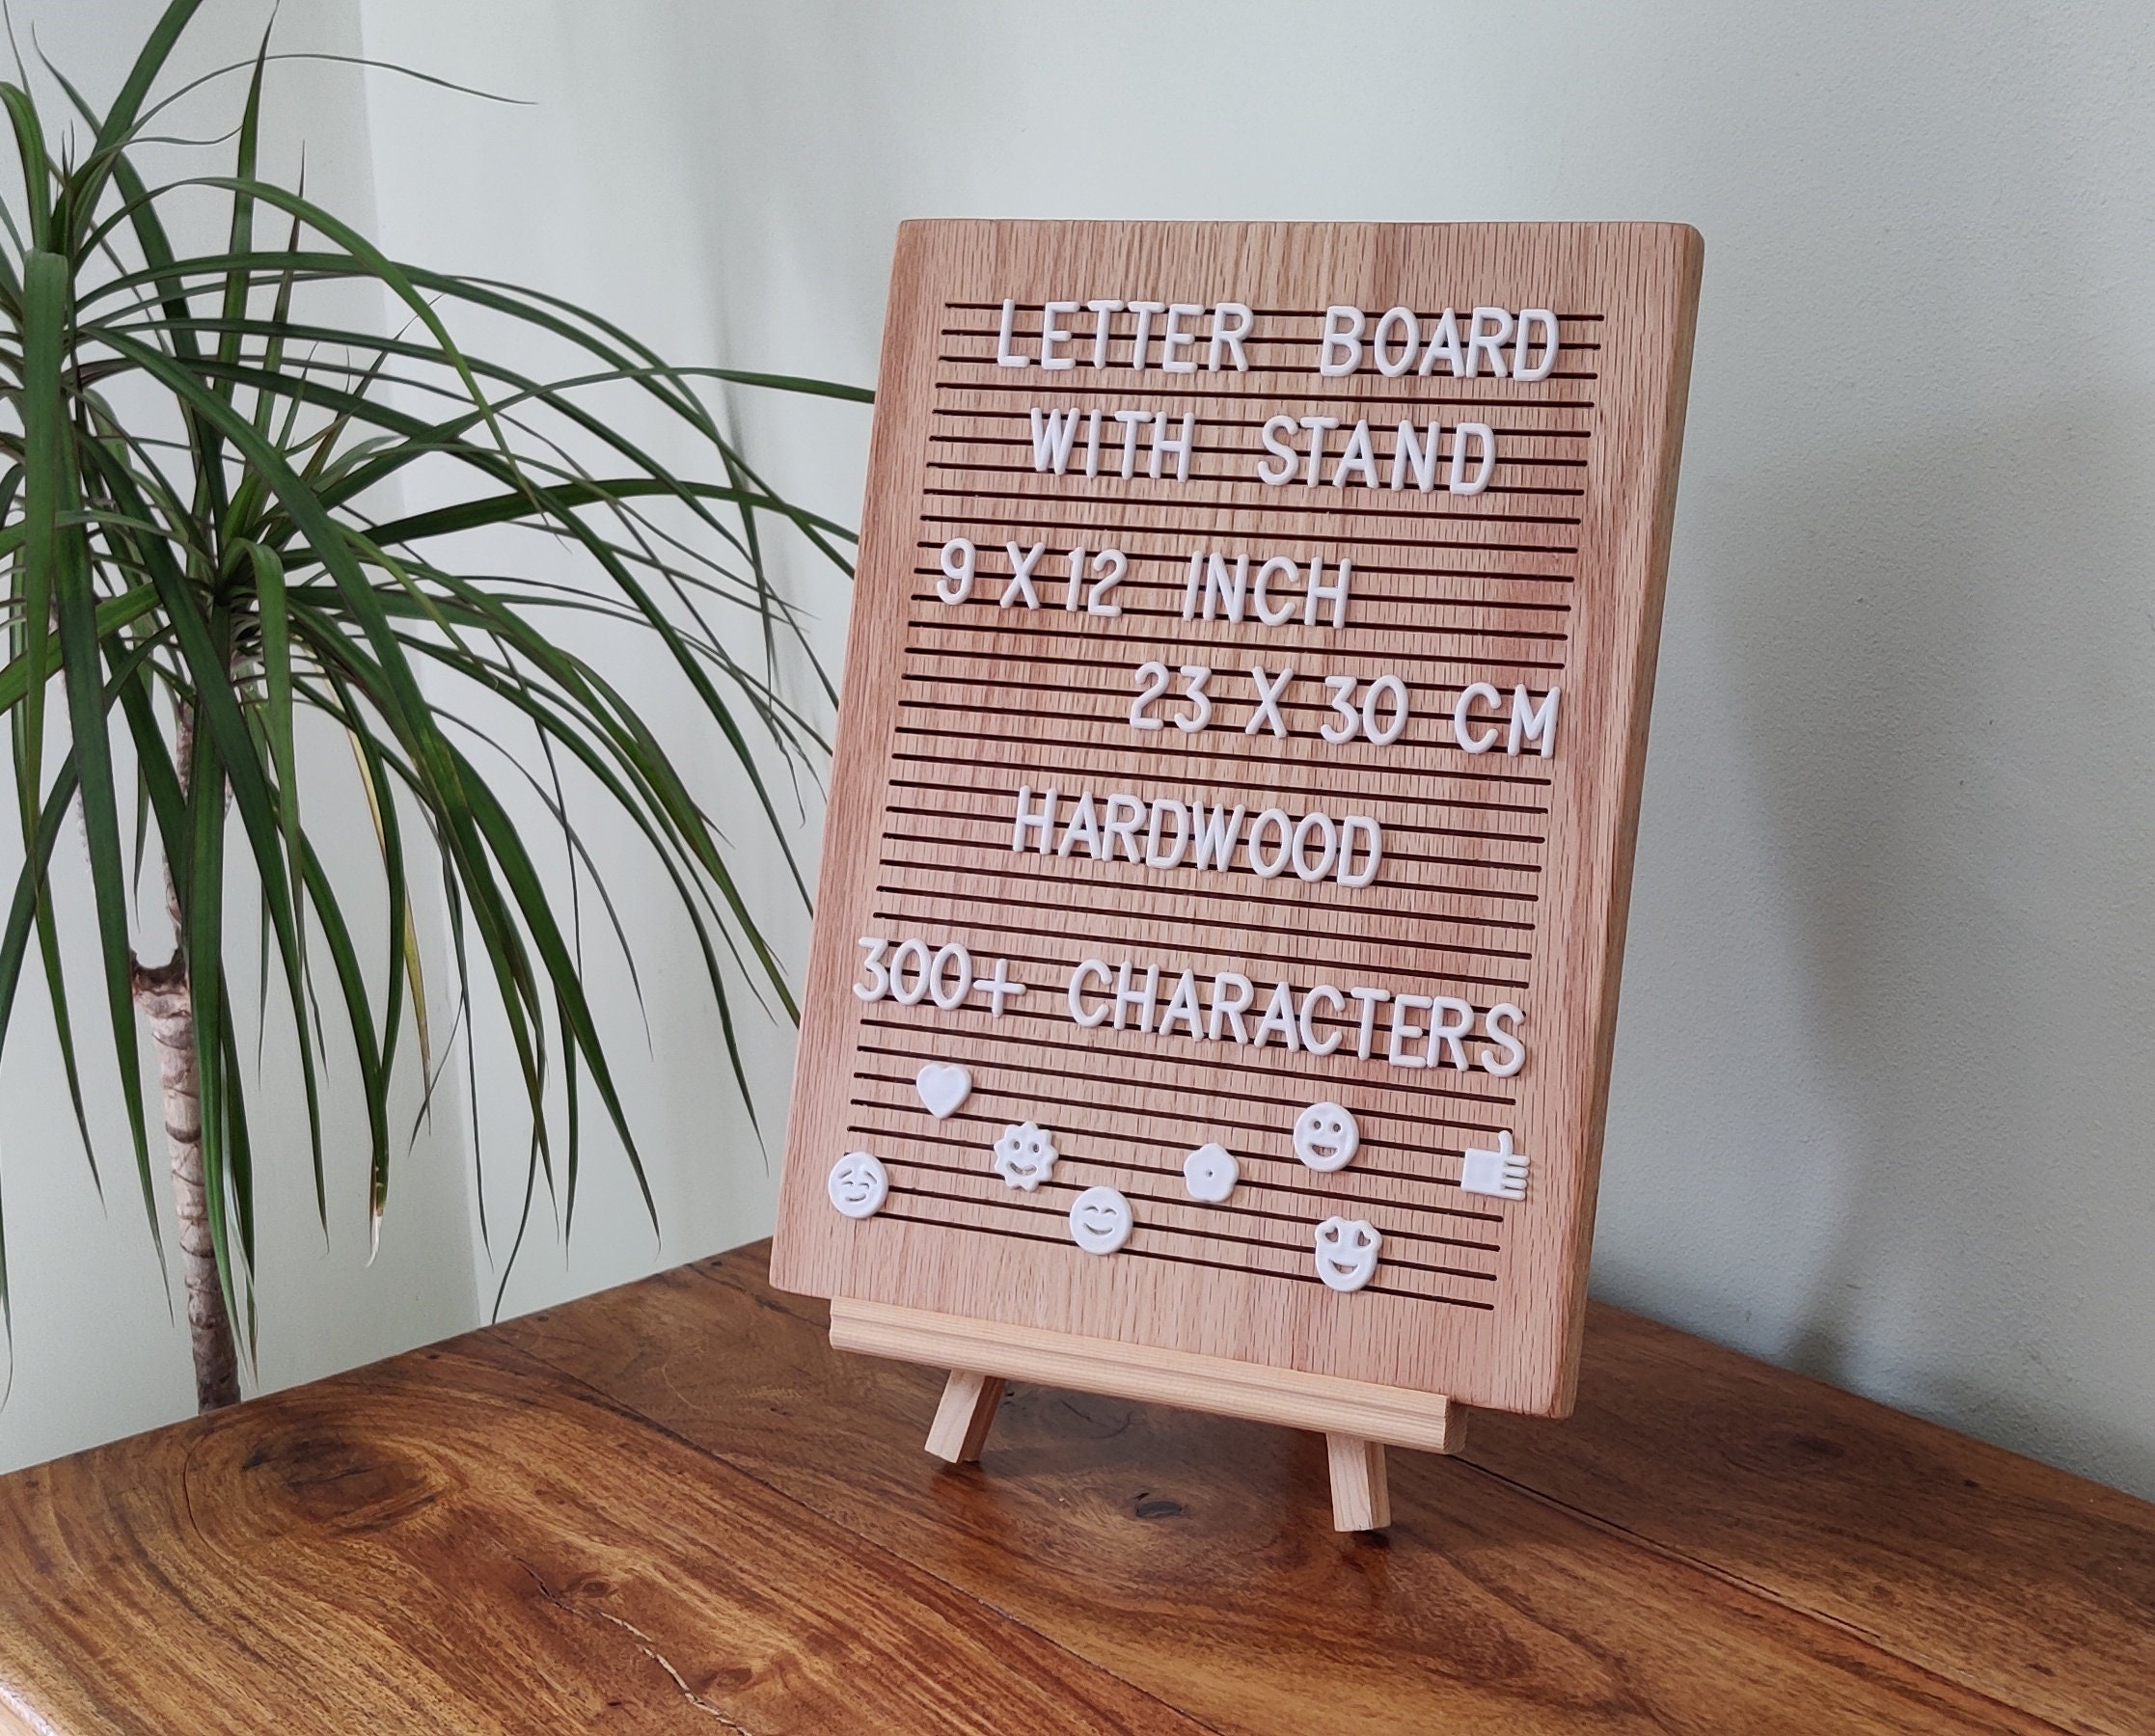 LETTER BOARD
WITH STAND
9 X 12 INCH
23 X 30 CM
HARDWOOD
300+ CHARACTERS